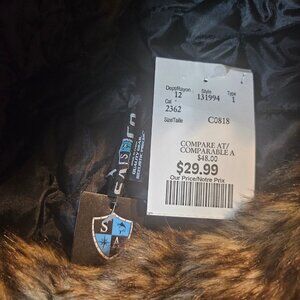 Dept/Rayon Style Type
12 131994 1
Cat
2362
Size/Taille C0818
COMPARE AT/
COMPARABLE A
$48.00
$29.99
Our Price/Notre Prix
S
A